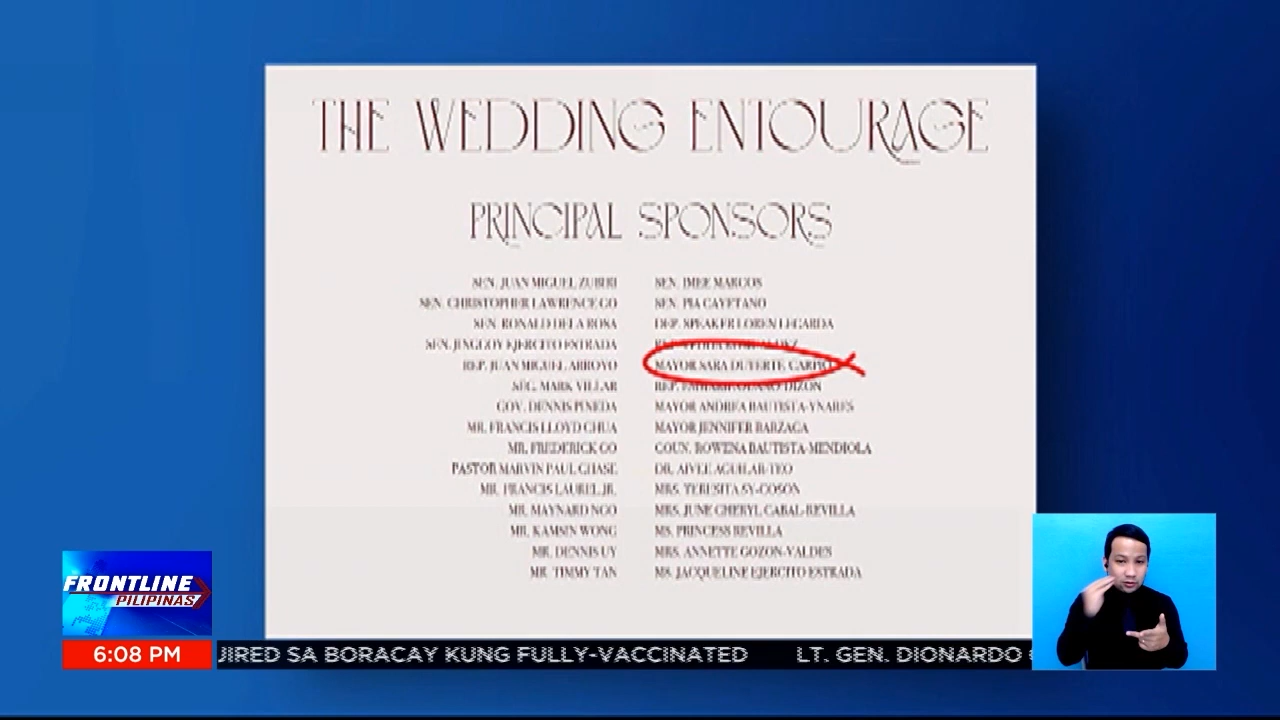 THE WEDDING ENTOURAGE
PRINCIPAL SPONSORS
SEN. JUAN MIGUEL ZUBIRI SEN. IMEE MARCOS
SEN. CHRISTOPHER LAWRENCE GO SEN. PIA CAYETANO
SEN. RONALD DELA ROSA DEP. SPEAKER LOREN LEGARDA
SEN. JINGGOY EJERCITO ESTRADA REP.
REP. JUAN MIGUEL ARROYO MAYOR SARA DUTERTE CARPIO
SEC. MARK VILLAR REP. DIZON
GOV. DENNIS PINEDA MAYOR ANDREA BAUTISTA-YNARES
MR. FRANCIS LLOYD CHUA MAYOR JENNIFER BARZAGA
MR. FREDERICK GO COUN. ROWENA BAUTISTA-MENDIOLA
PASTOR MARVIN PAUL CHASE DR. AIVEE AGUILAR-TEO
MR. FRANCIS LAUREL JR. MRS. TERESITA SY-COSON
MR. MAYNARD NGO MRS. JUNE CHERYL CABAL-REVILLA
MR. KAMSIN WONG MS. PRINCESS REVILLA
MR. DENNIS UY MRS. ANNETTE GOZON-VALDES
MR. TIMMY TAN MS. JACQUELINE EJERCITO ESTRADA
FRONTLINE
PILIPINAS
6:08 PM JIRED SA BORACAY KUNG FULLY-VACCINATED LT. GEN. DIONARDO